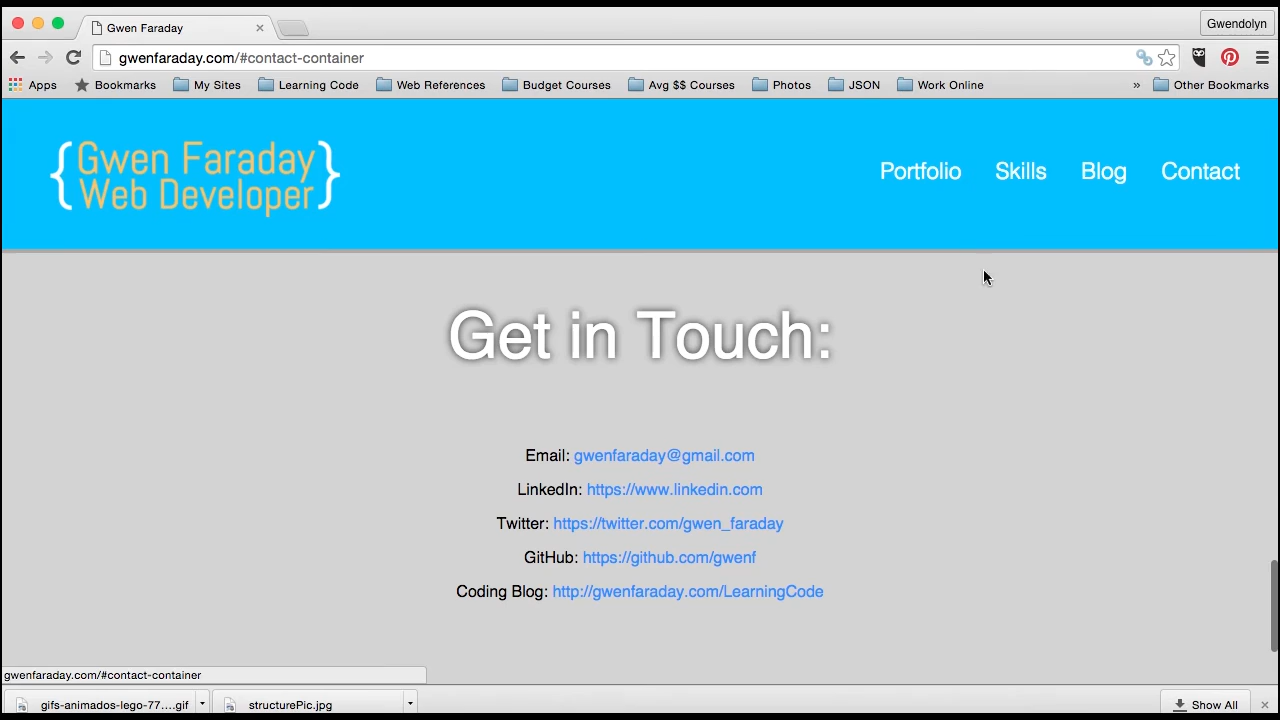 Gwen Faraday
Gwendolyn
gwenfaraday.com/#contact-container
Apps Bookmarks My Sites Learning Code Web References Budget Courses Avg $$ Courses Photos JSON Work Online » Other Bookmarks
{Gwen Faraday
Web Developer}
Portfolio Skills Blog Contact
Get in Touch:
Email: gwenfaraday@gmail.com
LinkedIn: https://www.linkedin.com
Twitter: https://twitter.com/gwen_faraday
GitHub: https://github.com/gwenf
Coding Blog: http://gwenfaraday.com/LearningCode
gwenfaraday.com/#contact-container
gifs-animados-lego-77....gif structurePic.jpg Show All